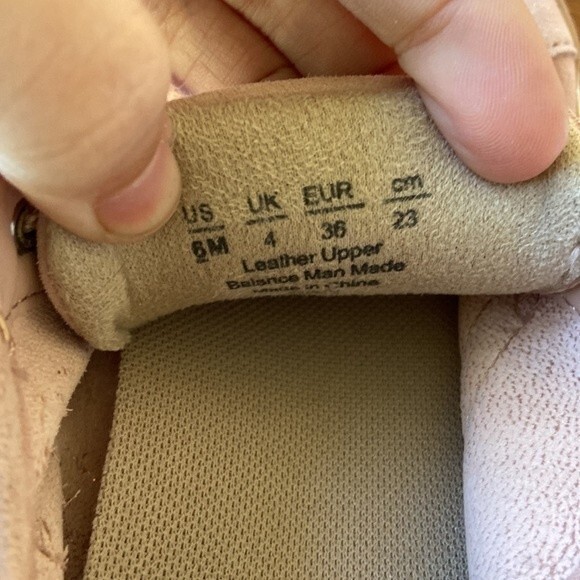 US UK EUR cm
6M 4 36 23
Leather Upper
Balance Man Made
Made in China